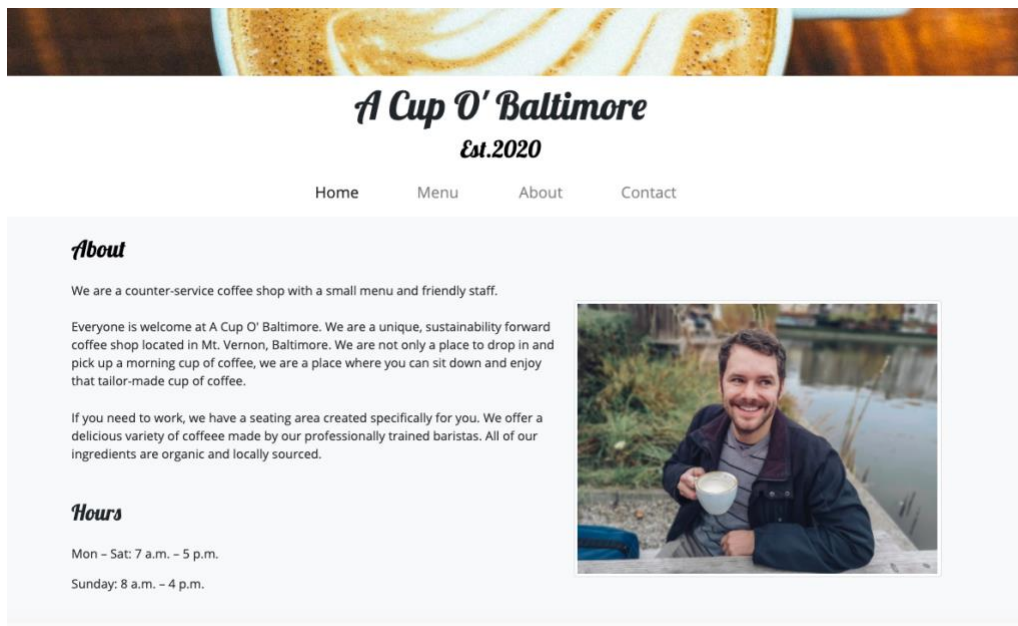 A Cup O' Baltimore
Est.2020
Home Menu About Contact
About
We are a counter-service coffee shop with a small menu and friendly staff.
Everyone is welcome at A Cup O' Baltimore. We are a unique, sustainability forward
coffee shop located in Mt. Vernon, Baltimore. We are not only a place to drop in and
pick up a morning cup of coffee, we are a place where you can sit down and enjoy
that tailor-made cup of coffee.
If you need to work, we have a seating area created specifically for you. We offer a
delicious variety of coffeee made by our professionally trained baristas. All of our
ingredients are organic and locally sourced.
Hours
Mon – Sat: 7 a.m. – 5 p.m.
Sunday: 8 a.m. – 4 p.m.